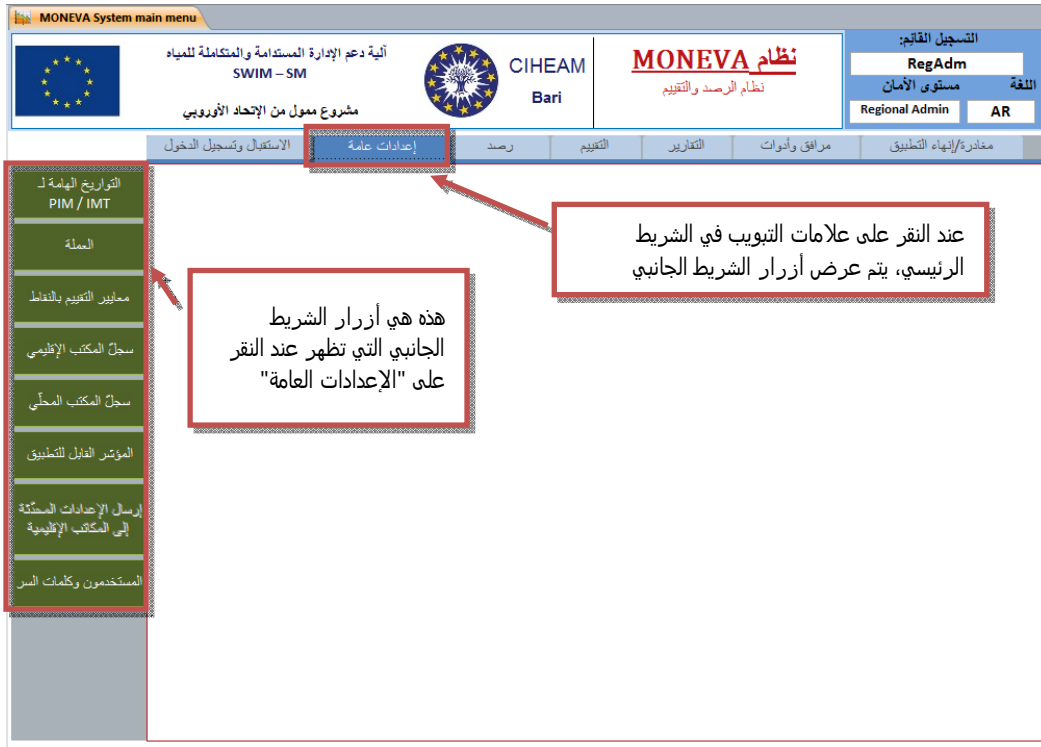 MONEVA System main menu
آلية دعم الإدارة المستدامة والمتكاملة للمياه
SWIM – SM
مشروع ممول من الإتحاد الأوروبي
CIHEAM
Bari
نظام MONEVA
نظام الرصد والتقييم
التسجيل القائم:
RegAdm
اللغة
مستوى الأمان
Regional Admin
AR
الاستقبال وتسجيل الدخول
إعدادات عامة
رصد
التقييم
التقارير
مرافق وأدوات
مغادرة/إنهاء التطبيق
التواريخ الهامة لـ
PIM / IMT
العملة
معايير التقييم بالنقاط
سجلّ المكتب الإقليمي
سجلّ المكتب المحلّي
المؤشر القابل للتطبيق
إرسال الإعدادات المحدّثة
إلى المكاتب الإقليمية
المستخدمون وكلمات السر
عند النقر على علامات التبويب في الشريط
الرئيسي، يتم عرض أزرار الشريط الجانبي
هذه هي أزرار الشريط
الجانبي التي تظهر عند النقر
على "الإعدادات العامة"